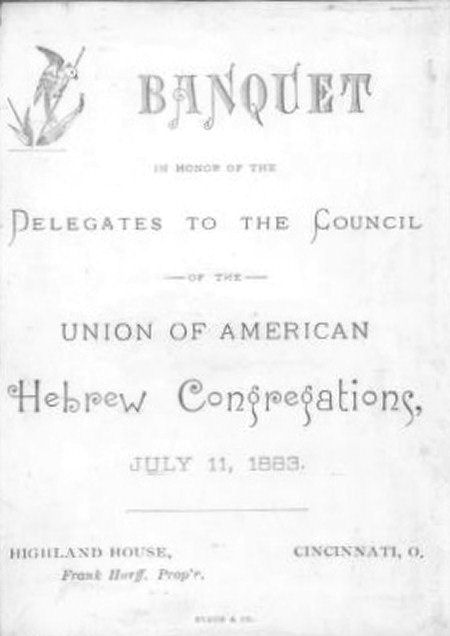 BANQUET
IN HONOR OF THE
DELEGATES TO THE COUNCIL
OF THE
UNION OF AMERICAN
Hebrew Congregations,
JULY 11, 1883.
HIGHLAND HOUSE, CINCINNATI, O.
Frank Harff, Prop'r.
& CO.